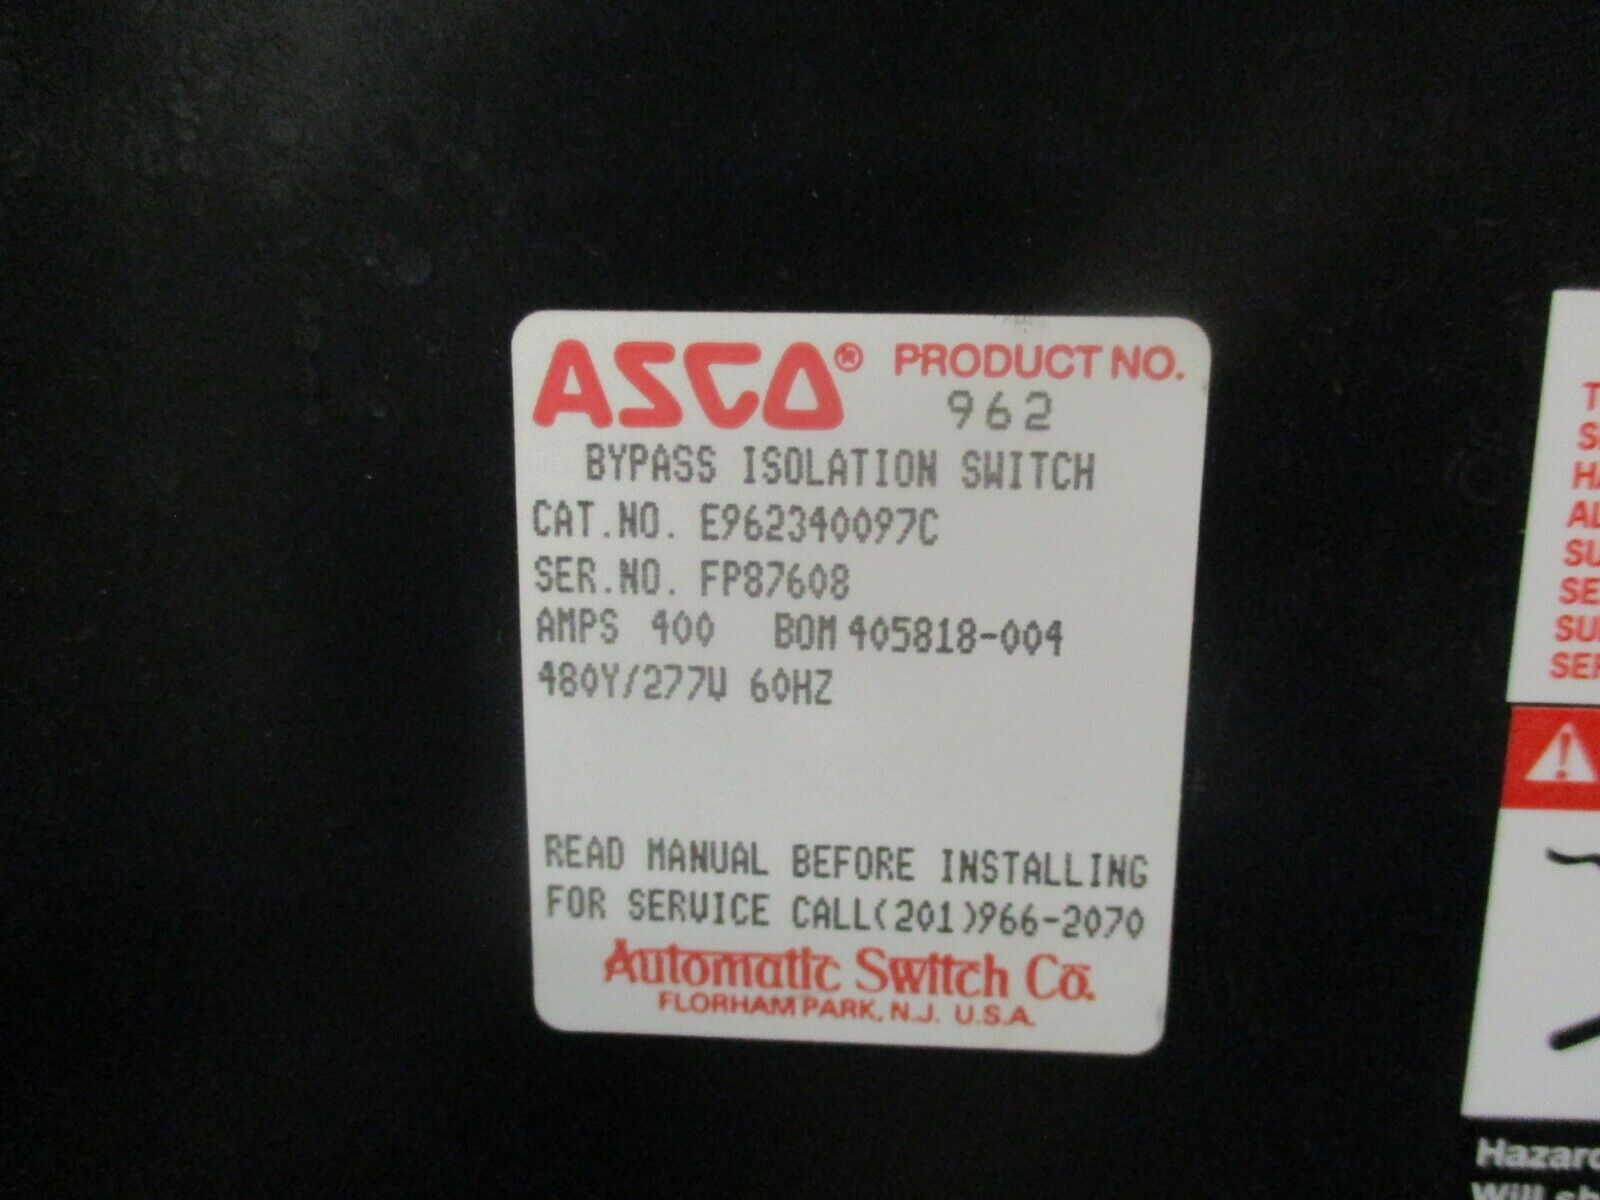 ASCO® PRODUCT NO.
962
BYPASS ISOLATION SWITCH
CAT.NO. E962340097C
SER.NO. FP87608
AMPS 400 BOM 405818-004
480Y/277V 60HZ
READ MANUAL BEFORE INSTALLING
FOR SERVICE CALL(201)966-2070
Automatic Switch Co.
FLORHAM PARK, N.J. U.S.A.